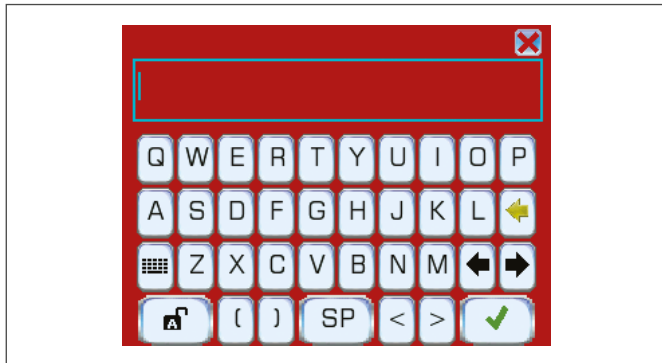 Q W E R T Y U I O P
A S D F G H J K L
Z X C V B N M
A ( ) SP < >